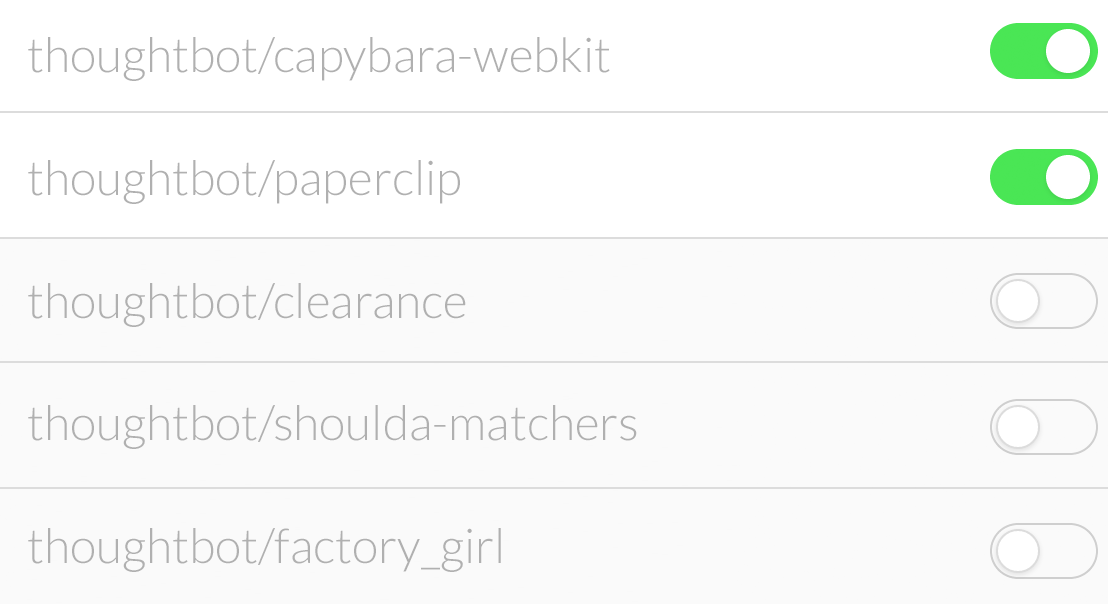 thoughtbot/capybara-webkit
thoughtbot/paperclip
thoughtbot/clearance
thoughtbot/shoulda-matchers
thoughtbot/factory_girl